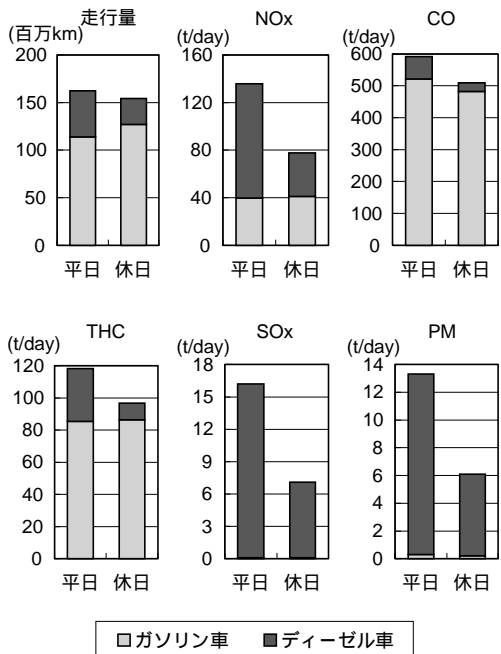 走行量
(百万km)
200
150
100
50
0
平日 休日
NOx
(t/day)
160
120
80
40
0
平日 休日
CO
(t/day)
600
500
400
300
200
100
0
平日 休日
THC
(t/day)
120
100
80
60
40
20
0
平日 休日
SOx
(t/day)
18
15
12
9
6
3
0
平日 休日
PM
(t/day)
14
12
10
8
6
4
2
0
平日 休日
ガソリン車 ディーゼル車